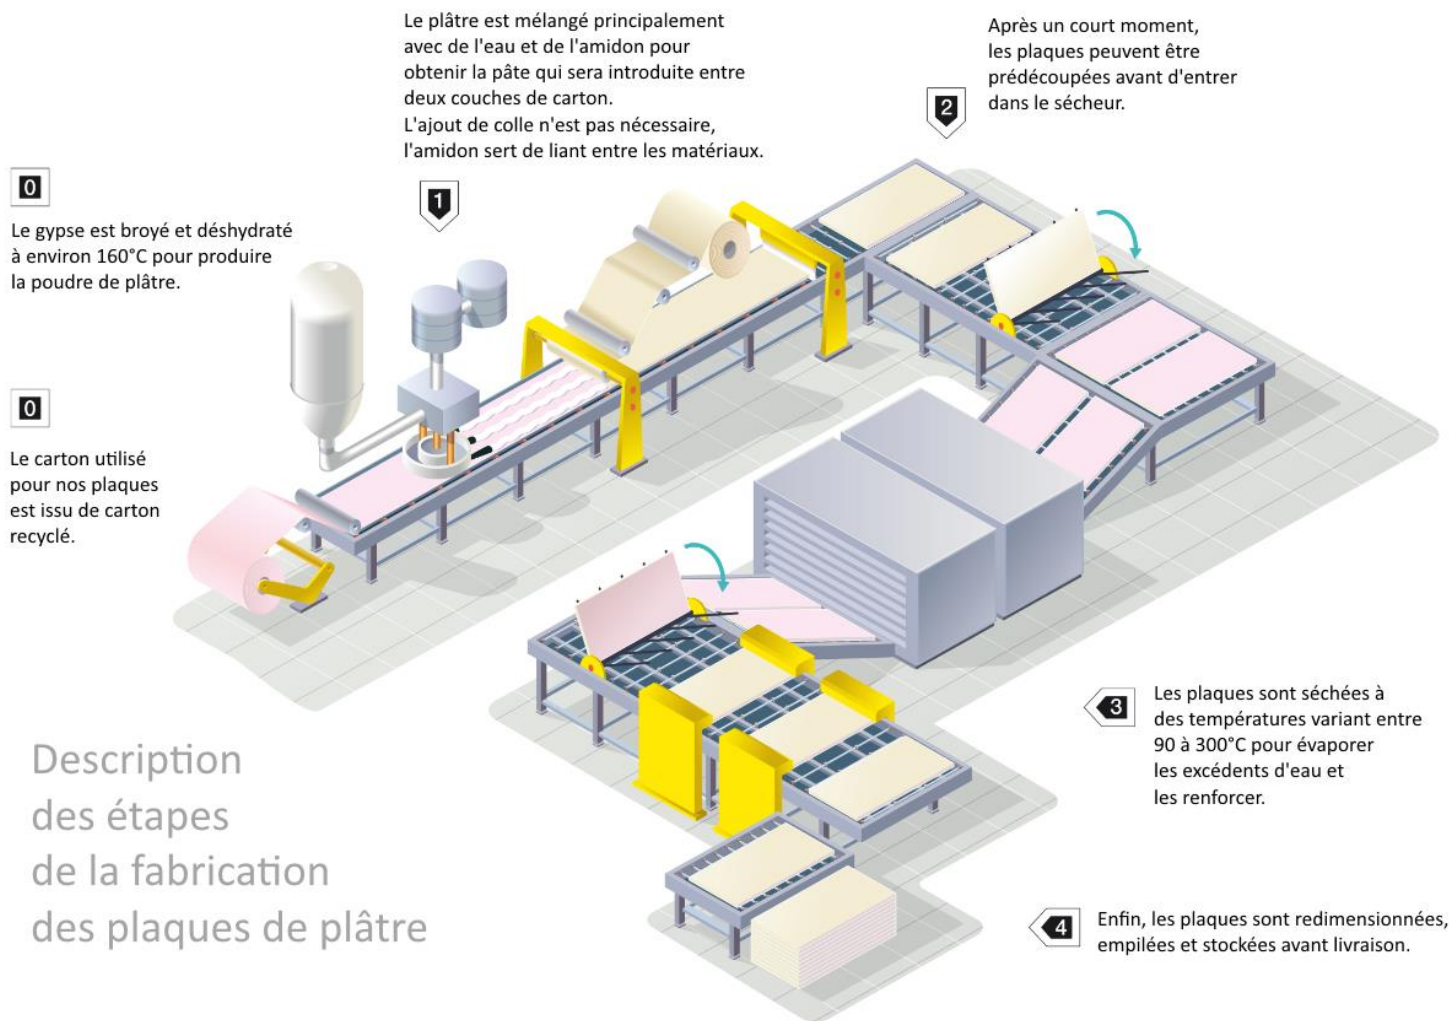 Le plâtre est mélangé principalement
avec de l'eau et de l'amidon pour
obtenir la pâte qui sera introduite entre
deux couches de carton.
L'ajout de colle n'est pas nécessaire,
l'amidon sert de liant entre les matériaux.
1
Après un court moment,
les plaques peuvent être
prédécoupées avant d'entrer
dans le sécheur.
2
0
Le gypse est broyé et déshydraté
à environ 160°C pour produire
la poudre de plâtre.
0
Le carton utilisé
pour nos plaques
est issu de carton
recyclé.
3
Les plaques sont séchées à
des températures variant entre
90 à 300°C pour évaporer
les excédents d'eau et
les renforcer.
Description
des étapes
de la fabrication
des plaques de plâtre
4
Enfin, les plaques sont redimensionnées,
empilées et stockées avant livraison.